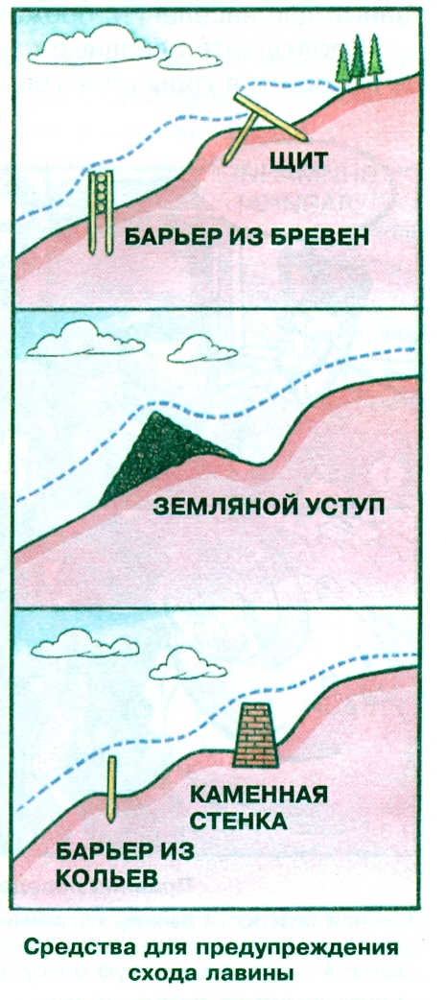 ЩИТ
БАРЬЕР ИЗ БРЕВЕН
ЗЕМЛЯНОЙ УСТУП
КАМЕННАЯ
СТЕНКА
БАРЬЕР ИЗ
КОЛЬЕВ
Средства для предупреждения
схода лавины